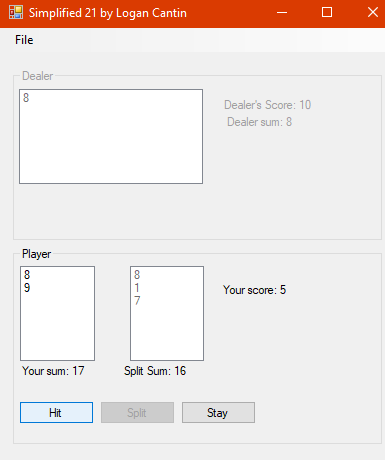 Simplified 21 by Logan Cantin
File
Dealer
8
Dealer's Score: 10
Dealer sum: 8
Player
8
9
8
1
7
Your score: 5
Your sum: 17
Split Sum: 16
Hit
Split
Stay